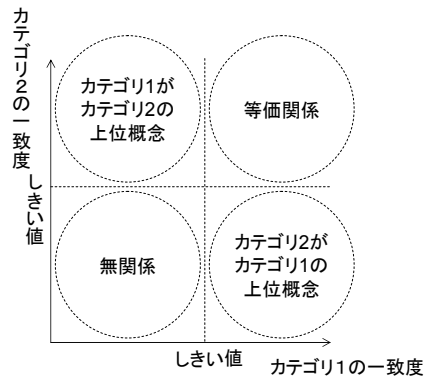 カテゴリ2の一致度
しきい値
カテゴリ1が
カテゴリ2の
上位概念
等価関係
無関係
カテゴリ2が
カテゴリ1の
上位概念
しきい値
カテゴリ1の一致度